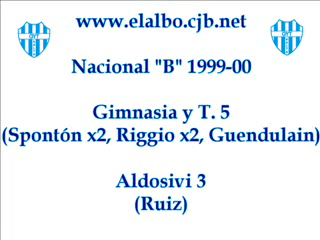 www.elalbo.cjb.net
Nacional "B" 1999-00
Gimnasia y T. 5
(Spontón x2, Riggio x2, Guendulain)
Aldosivi 3
(Ruiz)